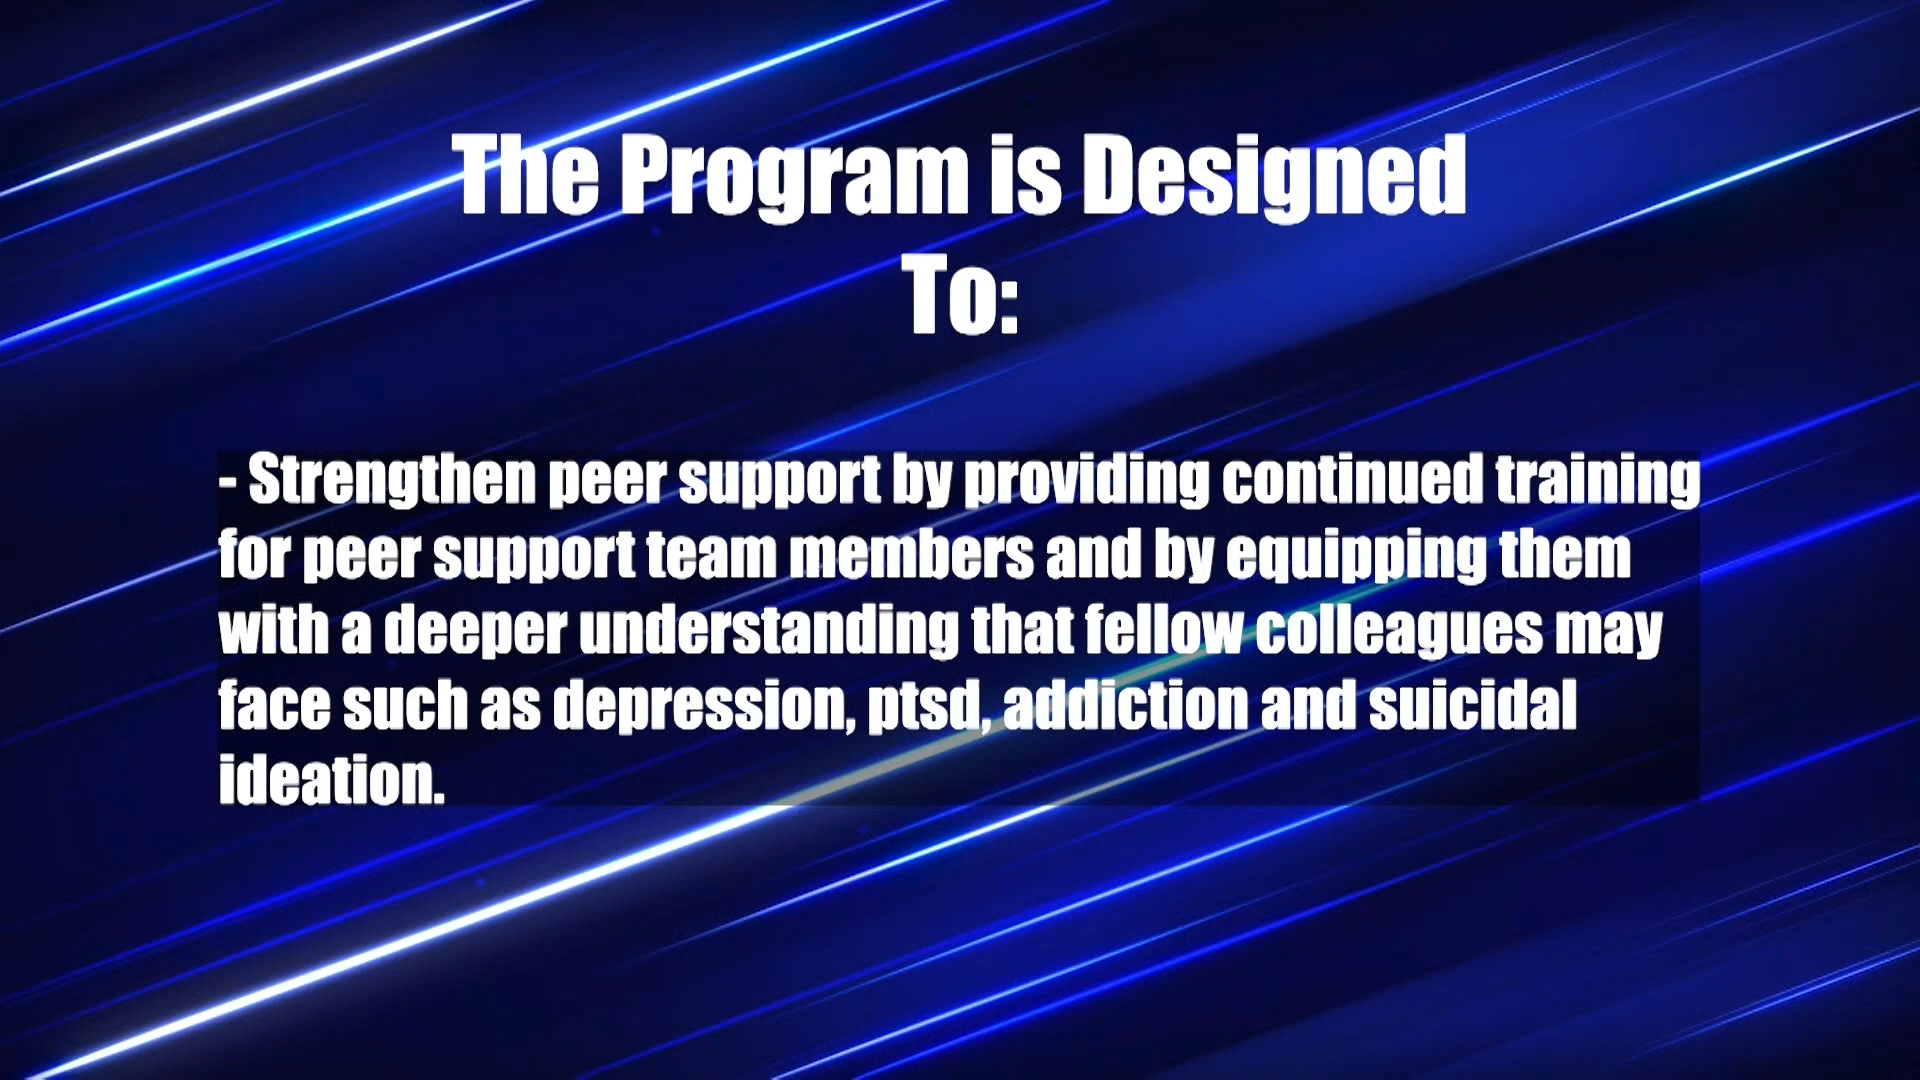 The Program is Designed
To:
- Strengthen peer support by providing continued training
for peer support team members and by equipping them
with a deeper understanding that fellow colleagues may
face such as depression, ptsd, addiction and suicidal
ideation.